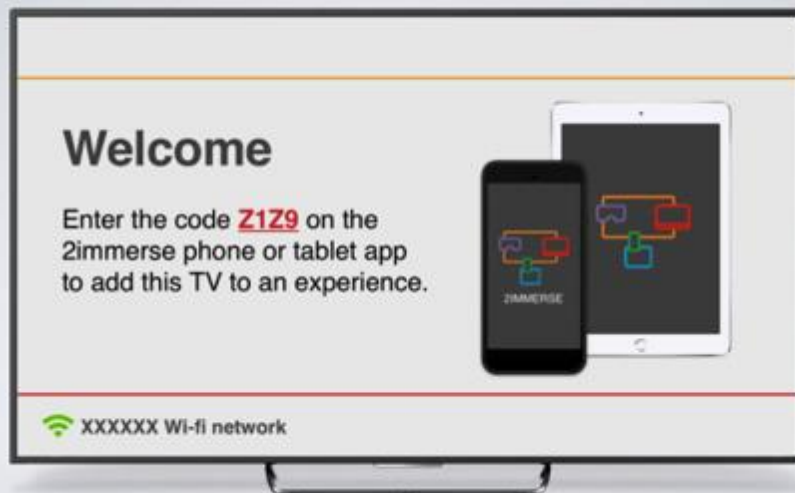 Welcome
Enter the code Z1Z9 on the
2immerse phone or tablet app
to add this TV to an experience.
2IMMERSE
XXXXXX Wi-fi network